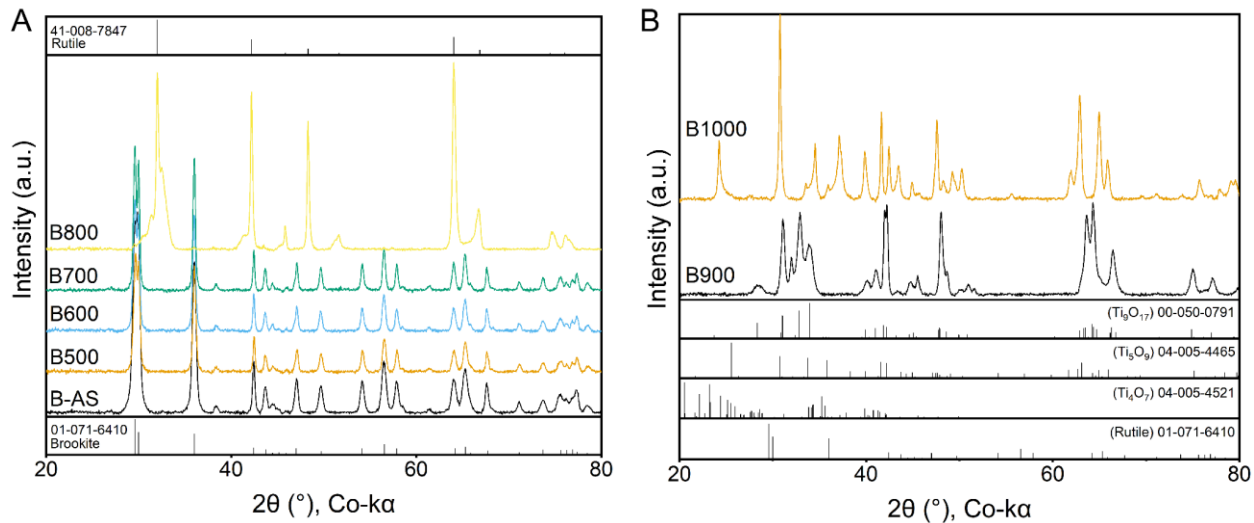 A
41-008-7847
Rutile
B800
B700
B600
B500
B-AS
01-071-6410
Brookite
Intensity (a.u.)
20
40
60
80
2θ (°), Co-kα
B
B1000
B900
(Ti₉O₁₇) 00-050-0791
(Ti₅O₉) 04-005-4465
(Ti₄O₇) 04-005-4521
(Rutile) 01-071-6410
Intensity (a.u.)
20
40
60
80
2θ (°), Co-kα